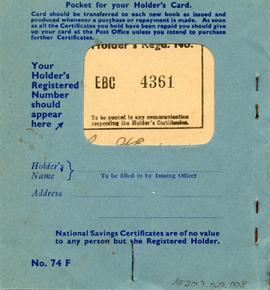 Pocket for your Holder's Card.
Card should be transferred to each new book as issued and
produced whenever a purchase or repayment is made. As soon
as all the Certificates you hold have been repaid you should give
up your card at the Post Office unless you intend to purchase
further Certificates.
Your
Holder's
Registered
Number
should
appear
here
Holder's Regd. No.
EBC 4361
To be quoted in any communication
respecting the Holder's Certificates.
Holder's
Name
To be filled in by Issuing Officer
Address
National Savings Certificates are of no value
to any person but the Registered Holder.
No. 74 F